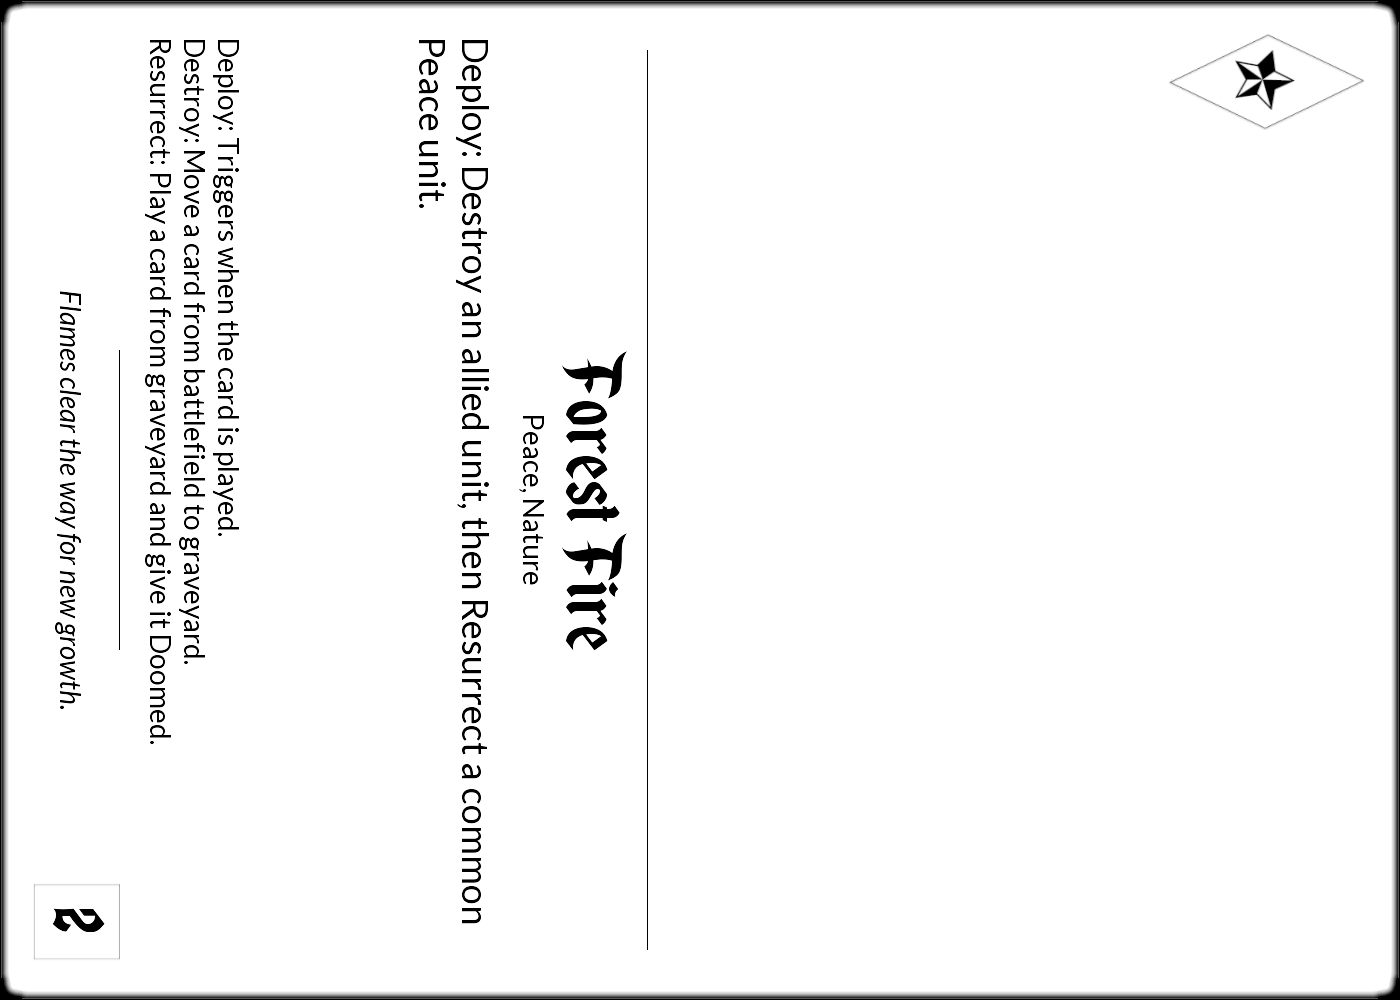 Forest Fire
Peace, Nature
Deploy: Destroy an allied unit, then Resurrect a common
Peace unit.
Deploy: Triggers when the card is played.
Destroy: Move a card from battlefield to graveyard.
Resurrect: Play a card from graveyard and give it Doomed.
Flames clear the way for new growth.
2